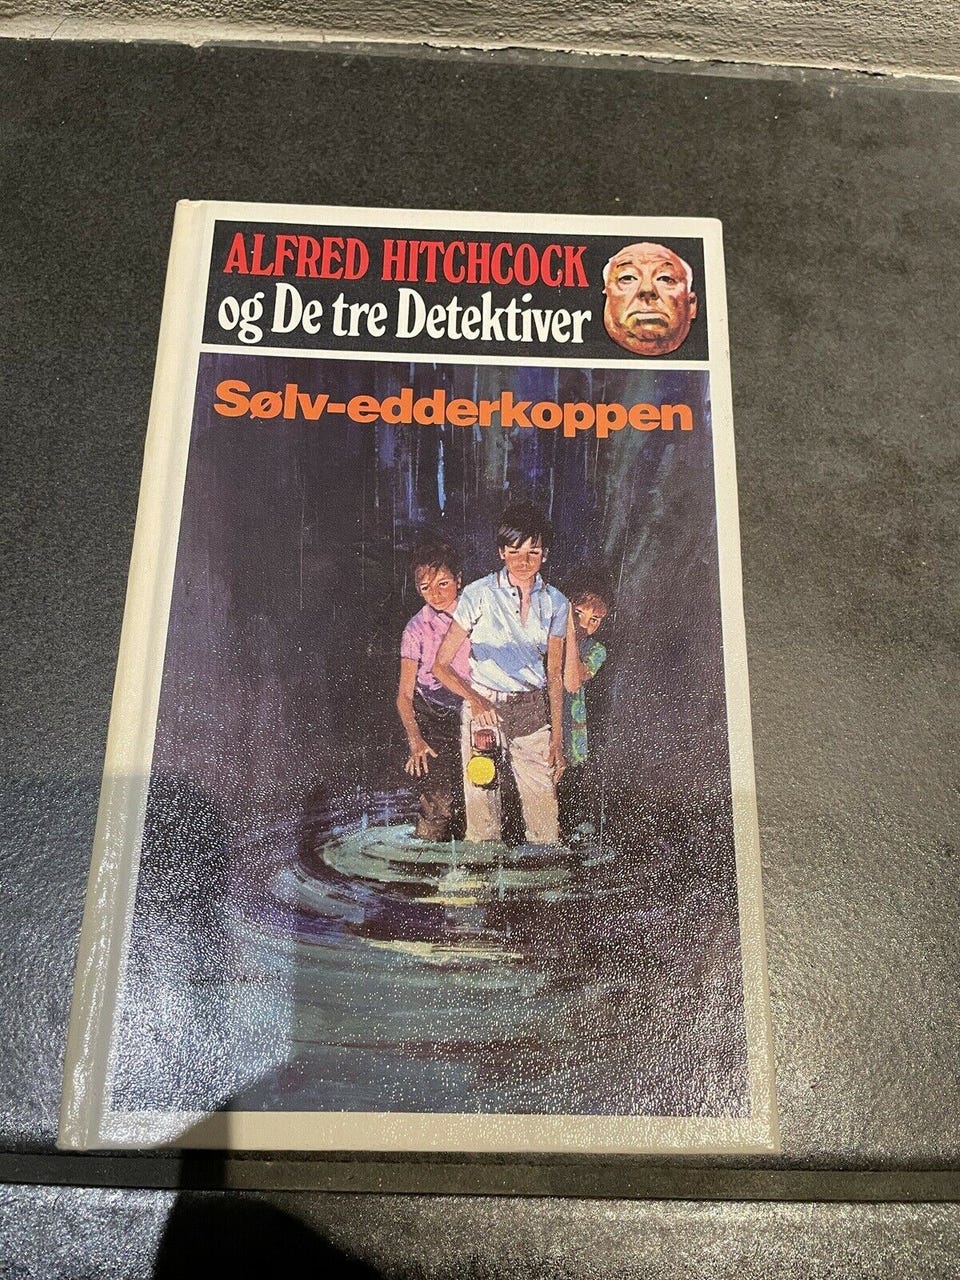 ALFRED HITCHCOCK
og De tre Detektiver
Sølv-edderkoppen